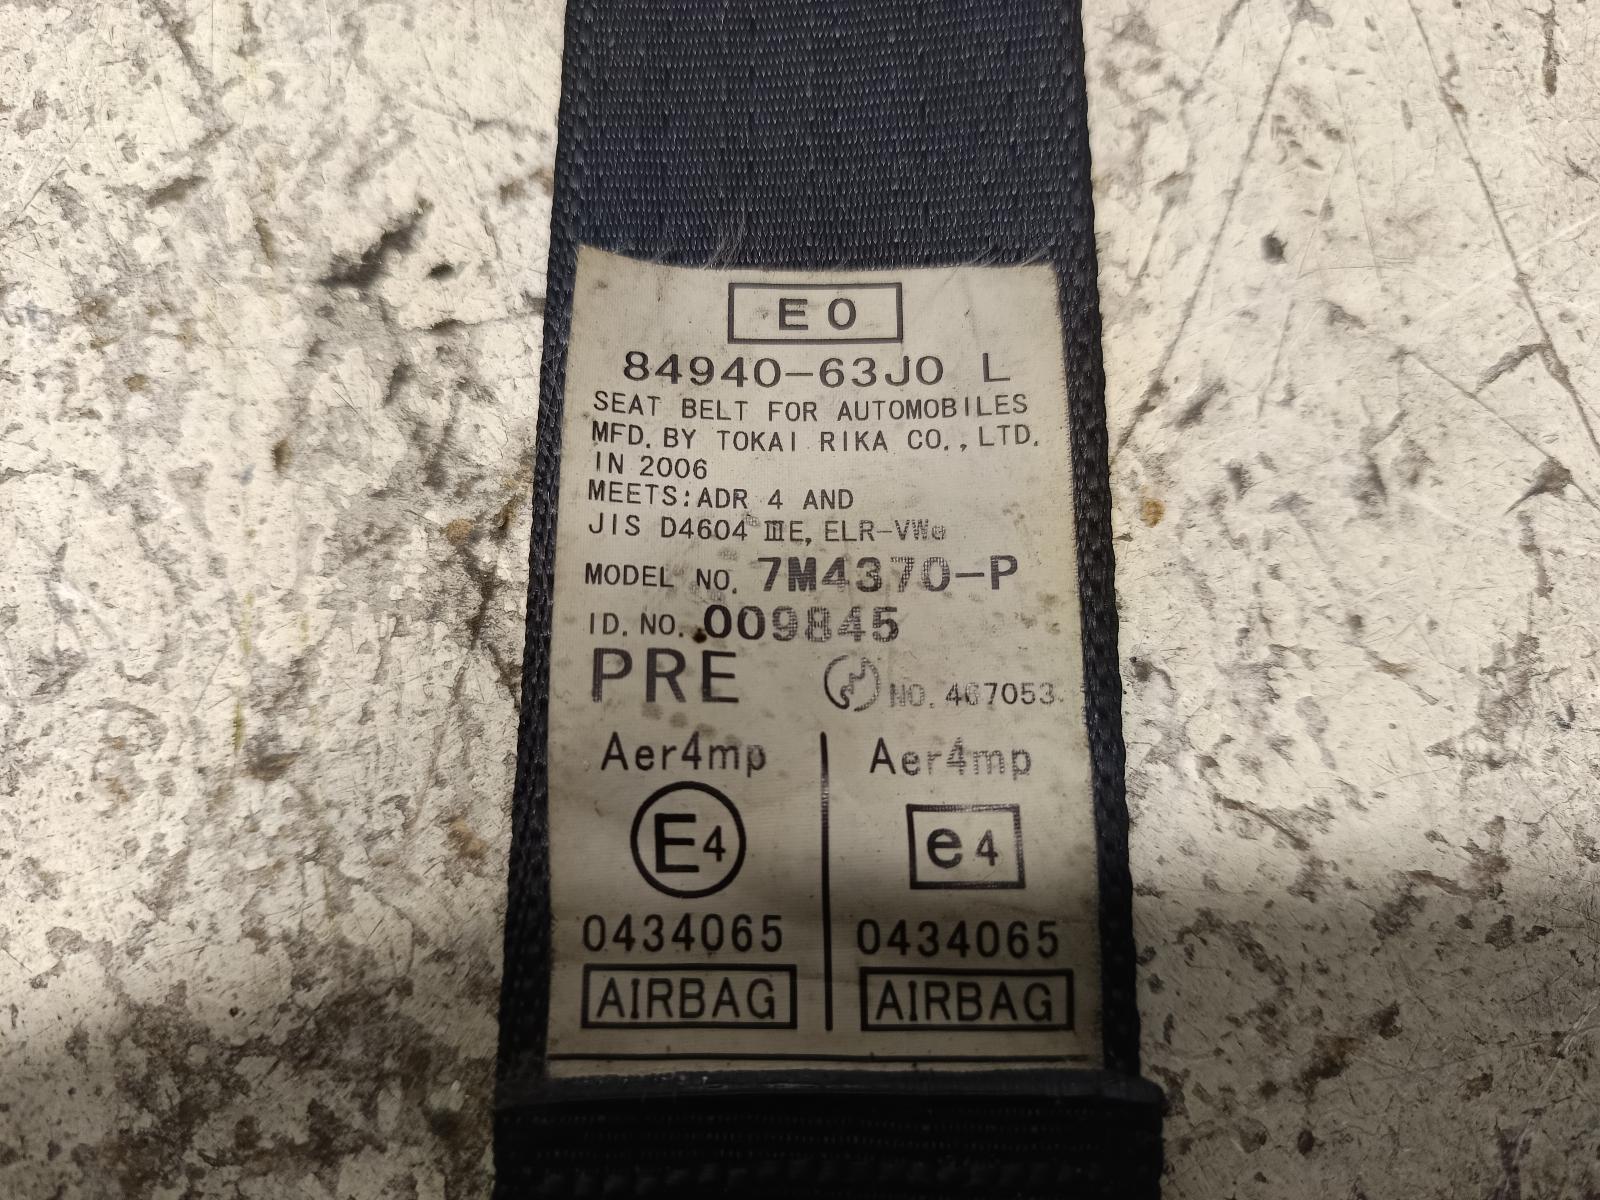 E0
84940-63J0 L
SEAT BELT FOR AUTOMOBILES
MFD. BY TOKAI RIKA CO., LTD.
IN 2006
MEETS: ADR 4 AND
JIS D4604 ⅢE, ELR-VWe
MODEL NO. 7M4370-P
ID. NO. 009845
PRE NO. 467053
Aer4mp Aer4mp
E4 e4
0434065 0434065
AIRBAG AIRBAG